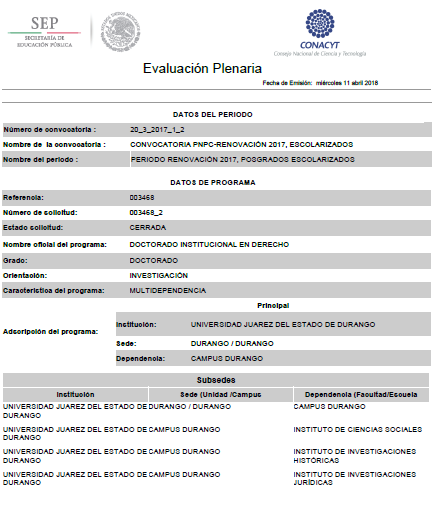 SEP
SECRETARÍA DE
EDUCACIÓN PÚBLICA
CONACYT
Consejo Nacional de Ciencia y Tecnología
Evaluación Plenaria
Fecha de Emisión: miércoles 11 abril 2018
DATOS DEL PERIODO
Número de convocatoria : 20_3_2017_1_2
Nombre de la convocatoria : CONVOCATORIA PNPC-RENOVACIÓN 2017, ESCOLARIZADOS
Nombre del periodo : PERIODO RENOVACIÓN 2017, POSGRADOS ESCOLARIZADOS
DATOS DE PROGRAMA
Referencia: 003468
Número de solicitud: 003468_2
Estado solicitud: CERRADA
Nombre oficial del programa: DOCTORADO INSTITUCIONAL EN DERECHO
Grado: DOCTORADO
Orientación: INVESTIGACIÓN
Característica del programa: MULTIDEPENDENCIA
Principal
Adscripción del programa:
Institución: UNIVERSIDAD JUAREZ DEL ESTADO DE DURANGO
Sede: DURANGO / DURANGO
Dependencia: CAMPUS DURANGO
Subsedes
Institución Sede (Unidad /Campus Dependencia (Facultad/Escuela
UNIVERSIDAD JUAREZ DEL ESTADO DE DURANGO / DURANGO CAMPUS DURANGO
DURANGO
UNIVERSIDAD JUAREZ DEL ESTADO DE CAMPUS DURANGO INSTITUTO DE CIENCIAS SOCIALES
DURANGO
UNIVERSIDAD JUAREZ DEL ESTADO DE CAMPUS DURANGO INSTITUTO DE INVESTIGACIONES
DURANGO HISTÓRICAS
UNIVERSIDAD JUAREZ DEL ESTADO DE CAMPUS DURANGO INSTITUTO DE INVESTIGACIONES
DURANGO JURÍDICAS